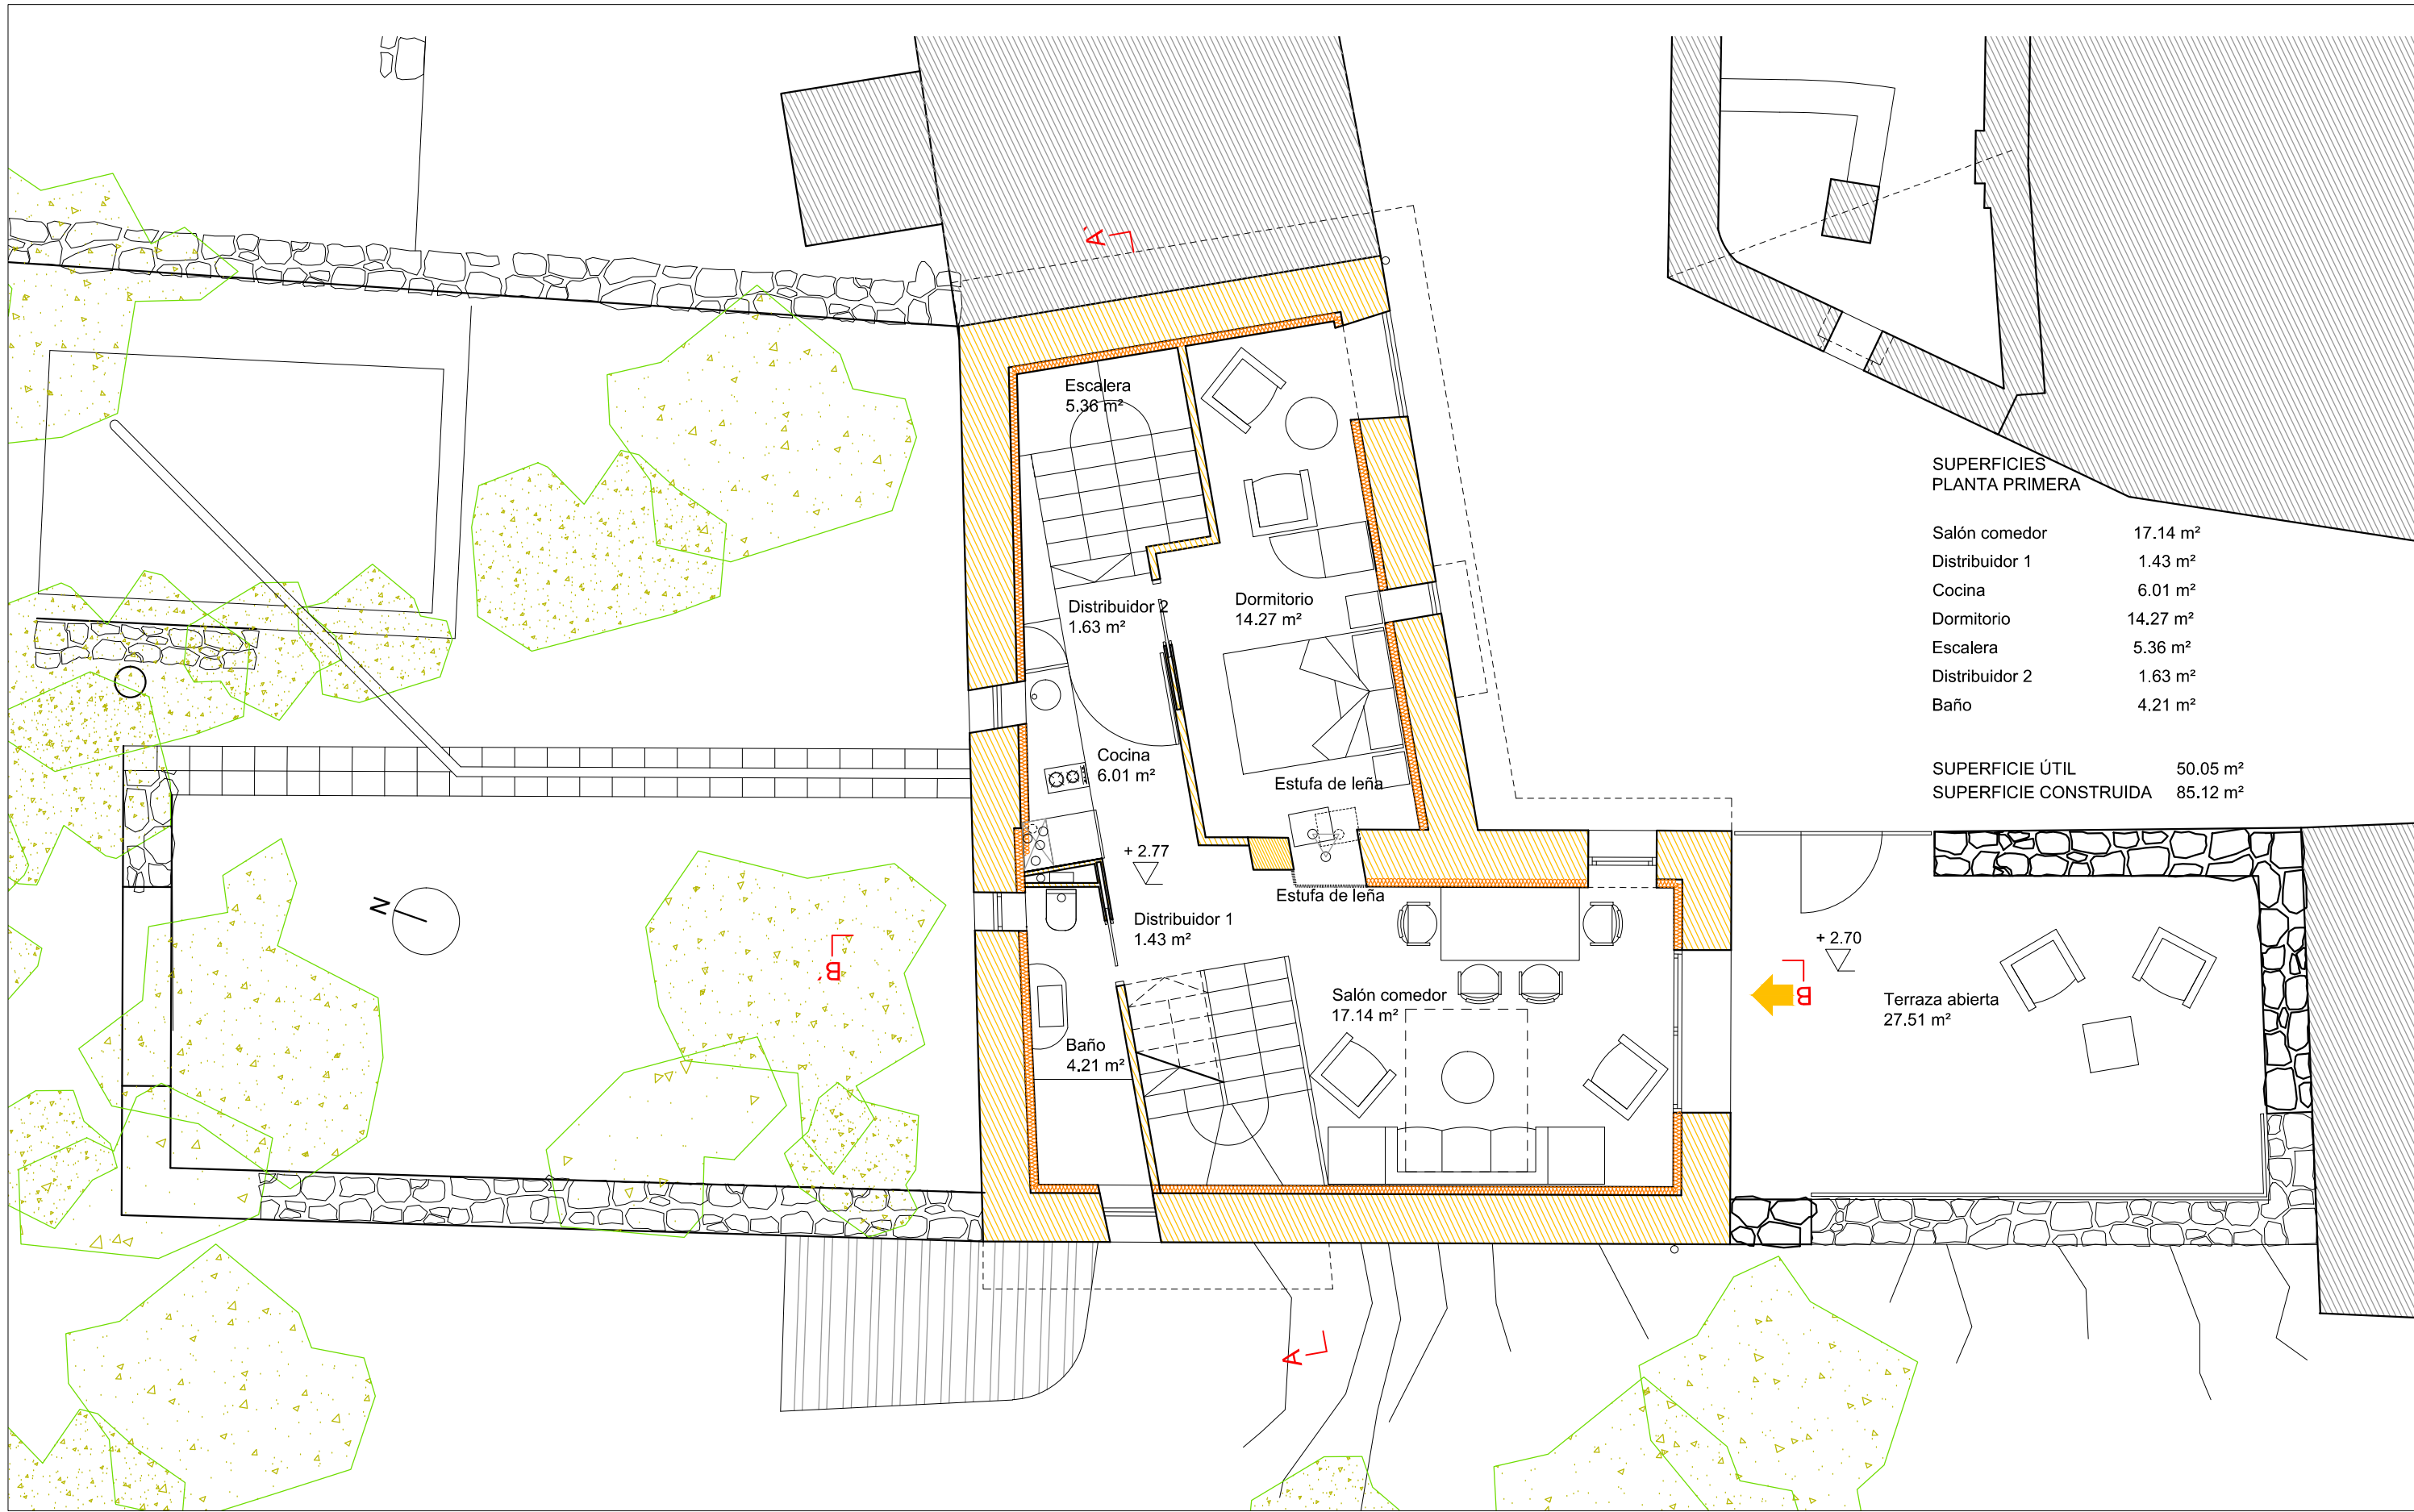 A´
Escalera
5.36 m²
SUPERFICIES
PLANTA PRIMERA
Salón comedor 17.14 m²
Distribuidor 1 1.43 m²
Cocina 6.01 m²
Dormitorio 14.27 m²
Escalera 5.36 m²
Distribuidor 2 1.63 m²
Baño 4.21 m²
SUPERFICIE ÚTIL 50.05 m²
SUPERFICIE CONSTRUIDA 85.12 m²
Distribuidor 2
1.63 m²
Dormitorio
14.27 m²
Cocina
6.01 m²
Estufa de leña
+ 2.77
Estufa de leña
N
Distribuidor 1
1.43 m²
B´
+ 2.70
B
Salón comedor
17.14 m²
Terraza abierta
27.51 m²
Baño
4.21 m²
A